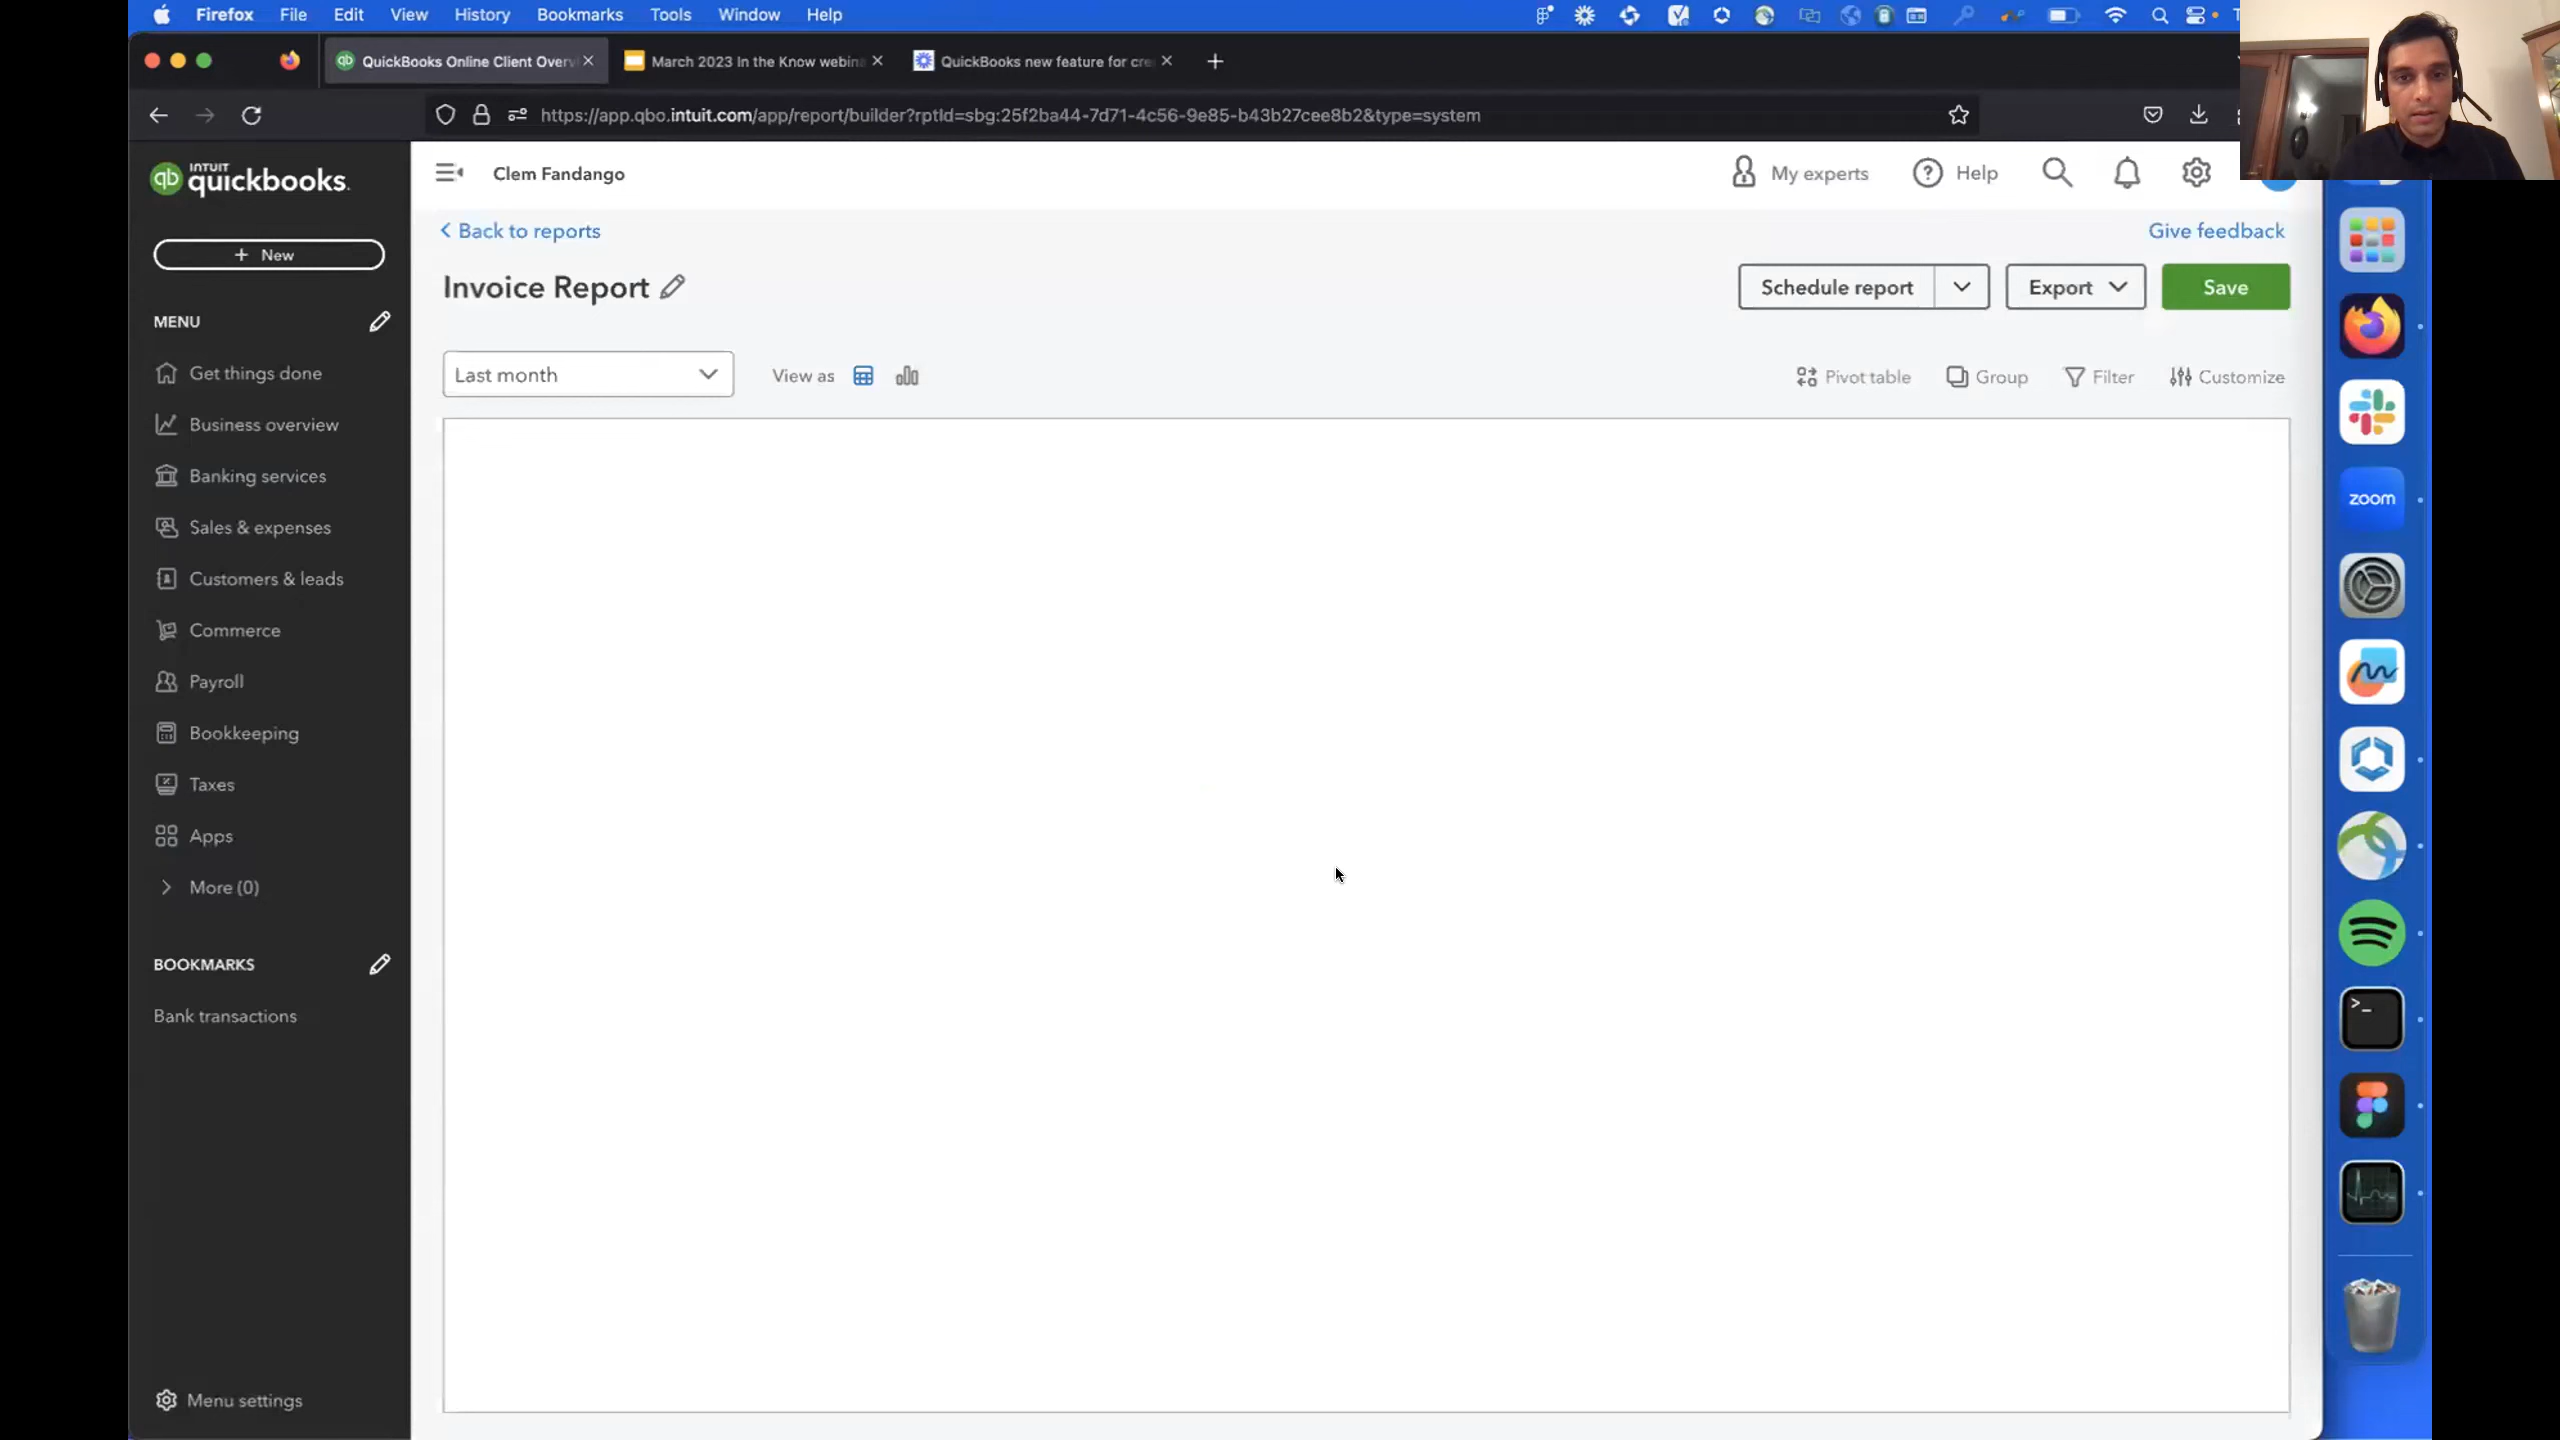 Firefox File Edit View History Bookmarks Tools Window Help
QuickBooks Online Client Over
March 2023 In the Know webin
QuickBooks new feature for cre
https://app.qbo.intuit.com/app/report/builder?rptId=sbg:25f2ba44-7d71-4c56-9e85-b43b27cee8b2&type=system
INTUIT
quickbooks.
Clem Fandango
My experts
Help
Back to reports
Give feedback
+ New
Invoice Report
Schedule report
Export
Save
MENU
Last month
View as
Pivot table
Group
Filter
Customize
Get things done
Business overview
Banking services
Sales & expenses
Customers & leads
Commerce
Payroll
Bookkeeping
Taxes
Apps
More (0)
BOOKMARKS
Bank transactions
Menu settings
zoom